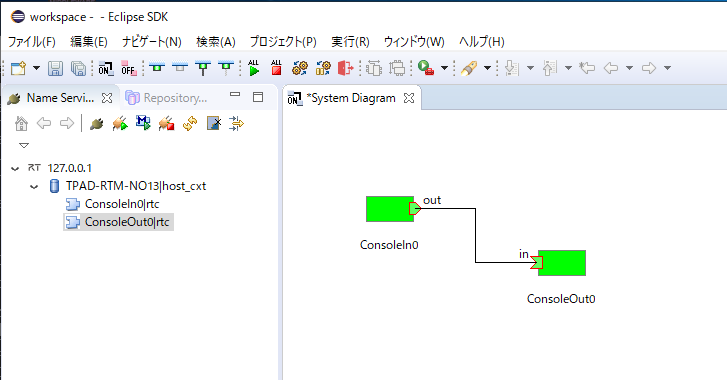 workspace - - Eclipse SDK
ファイル(F) 編集(E) ナビゲート(N) 検索(A) プロジェクト(P) 実行(R) ウィンドウ(W) ヘルプ(H)
ON OFF ALL ALL
Name Servi... Repository...
*System Diagram
ON
RT 127.0.0.1
TPAD-RTM-NO13|host_cxt
ConsoleIn0|rtc
ConsoleOut0|rtc
out
ConsoleIn0
in
ConsoleOut0